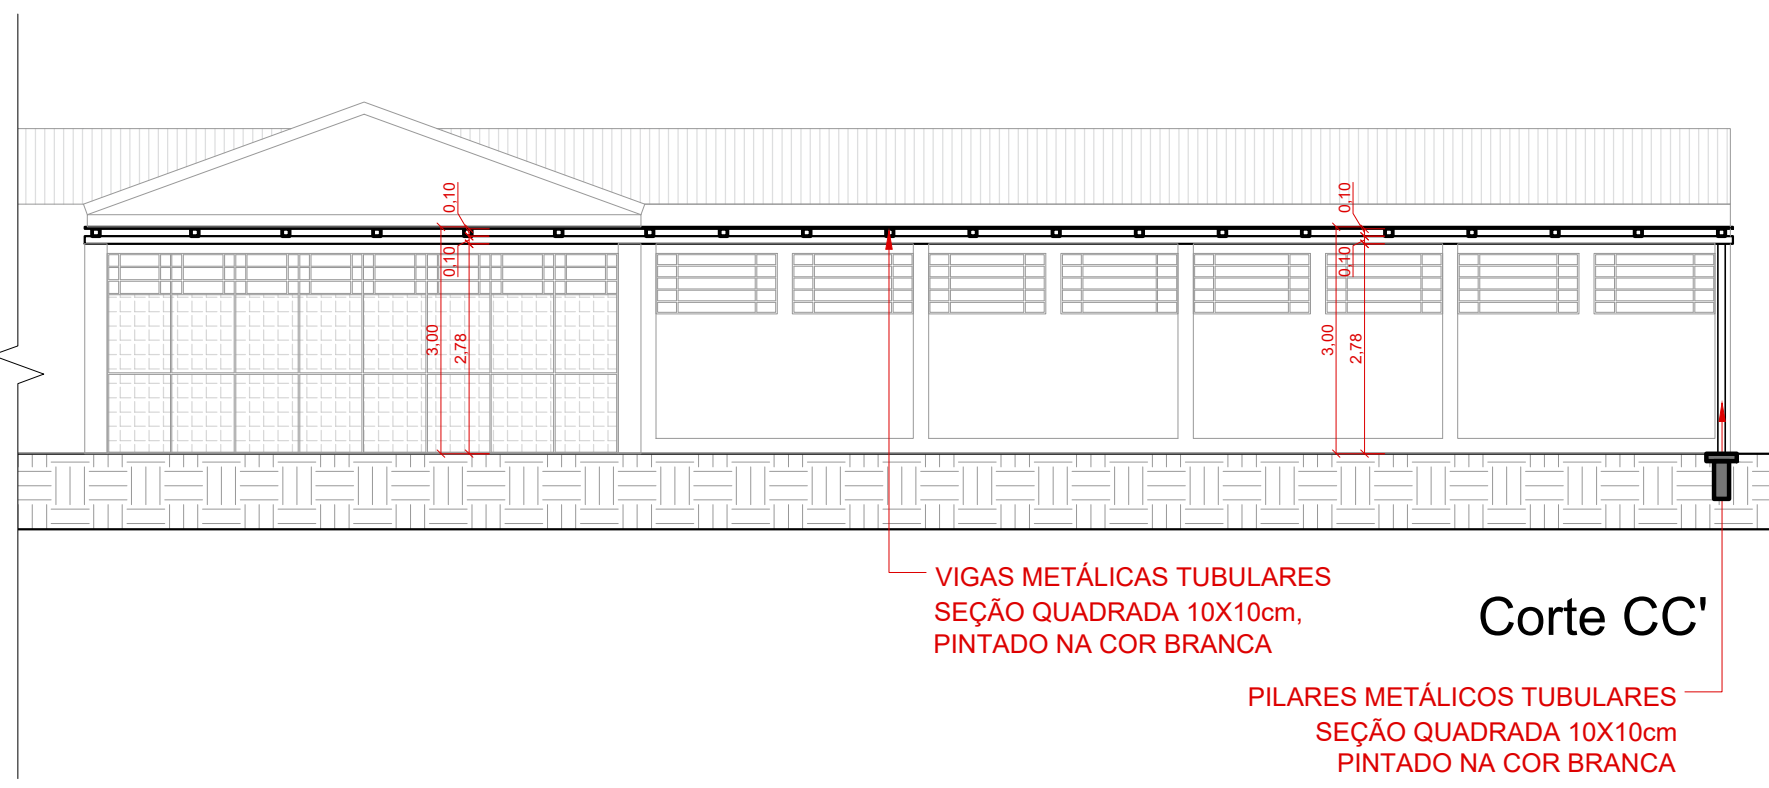 0,10
0,10
0,10
0,10
3,00
2,78
3,00
2,78
VIGAS METÁLICAS TUBULARES
SEÇÃO QUADRADA 10X10cm,
PINTADO NA COR BRANCA
Corte CC'
PILARES METÁLICOS TUBULARES
SEÇÃO QUADRADA 10X10cm
PINTADO NA COR BRANCA